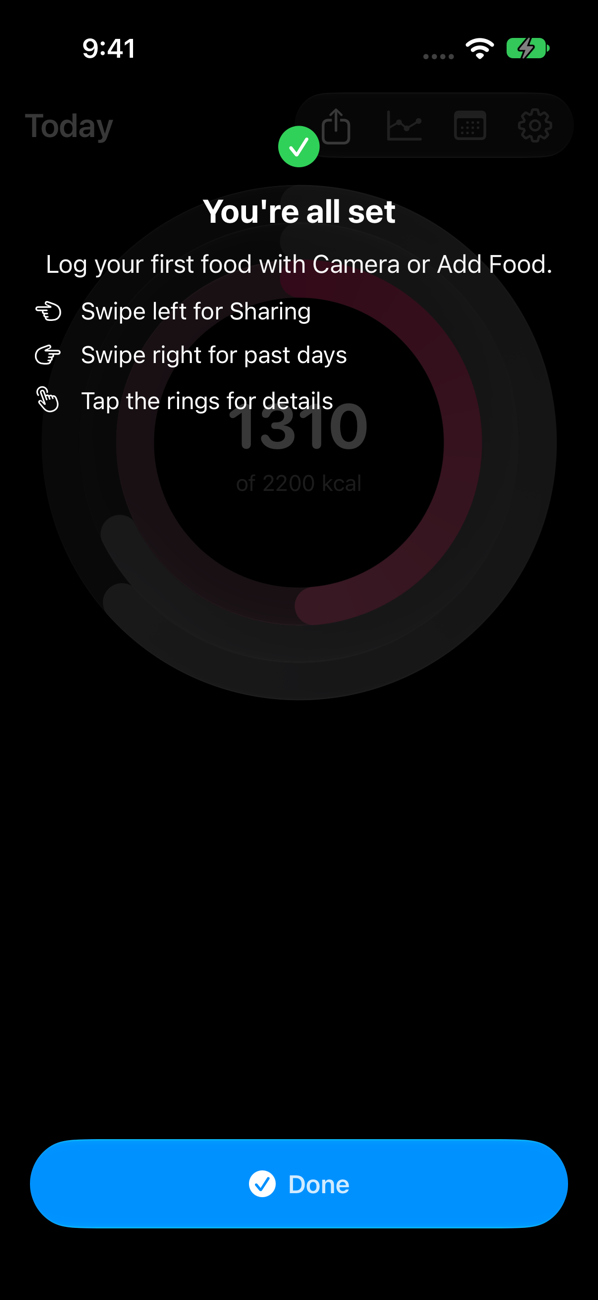 9:41
Today
You're all set
Log your first food with Camera or Add Food.
Swipe left for Sharing
Swipe right for past days
Tap the rings for details
1310
of 2200 kcal
Done